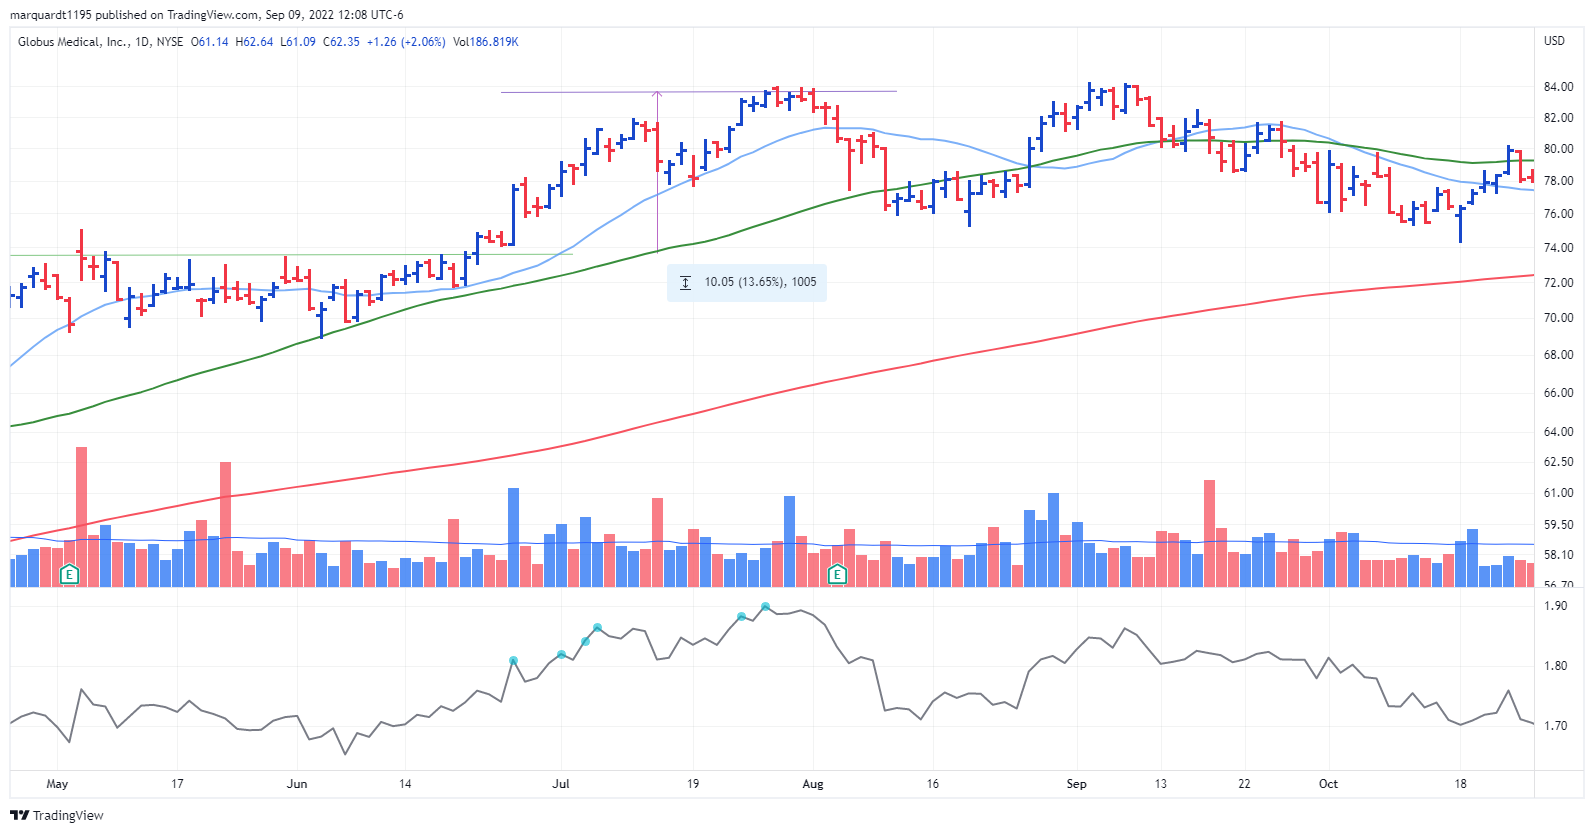 marquardt1195 published on TradingView.com, Sep 09, 2022 12:08 UTC-6
Globus Medical, Inc., 1D, NYSE O61.14 H62.64 L61.09 C62.35 +1.26 (+2.06%) Vol186.819K
USD
84.00
82.00
80.00
78.00
76.00
74.00
10.05 (13.65%), 1005
72.00
70.00
68.00
66.00
64.00
62.50
61.00
59.50
58.10
E
E
56.70
1.90
1.80
1.70
May 17 Jun 14 Jul 19 Aug 16 Sep 13 22 Oct 18
TradingView